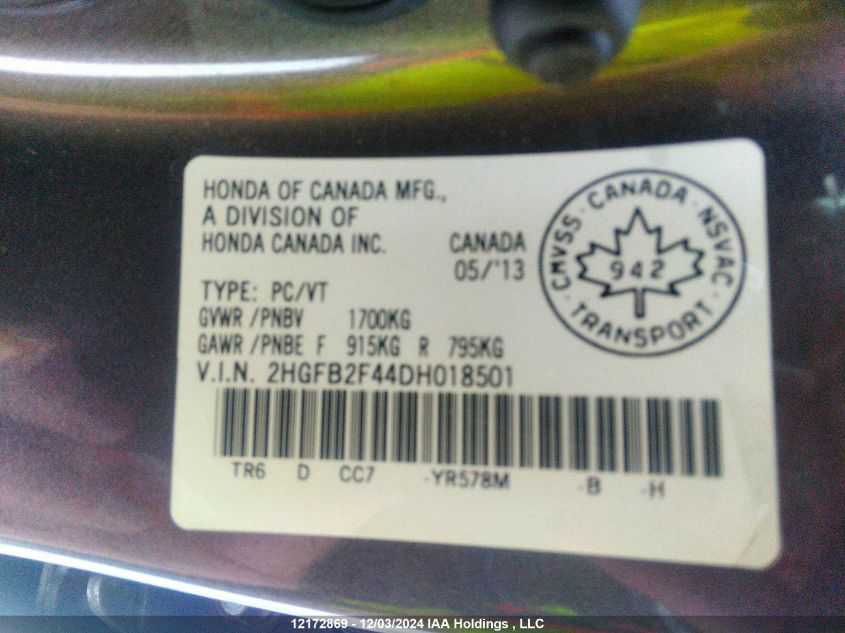 HONDA OF CANADA MFG.,
A DIVISION OF
HONDA CANADA INC.
CANADA
05/'13
TYPE: PC/VT
GVWR /PNBV 1700KG
GAWR /PNBE F 915KG R 795KG
V.I.N. 2HGFB2F44DH018501
TR6 D CC7 -YR578M -B -H
CMVSS · CANADA · NSVAC
942
· TRANSPORT ·
12172869 - 12/03/2024 IAA Holdings , LLC